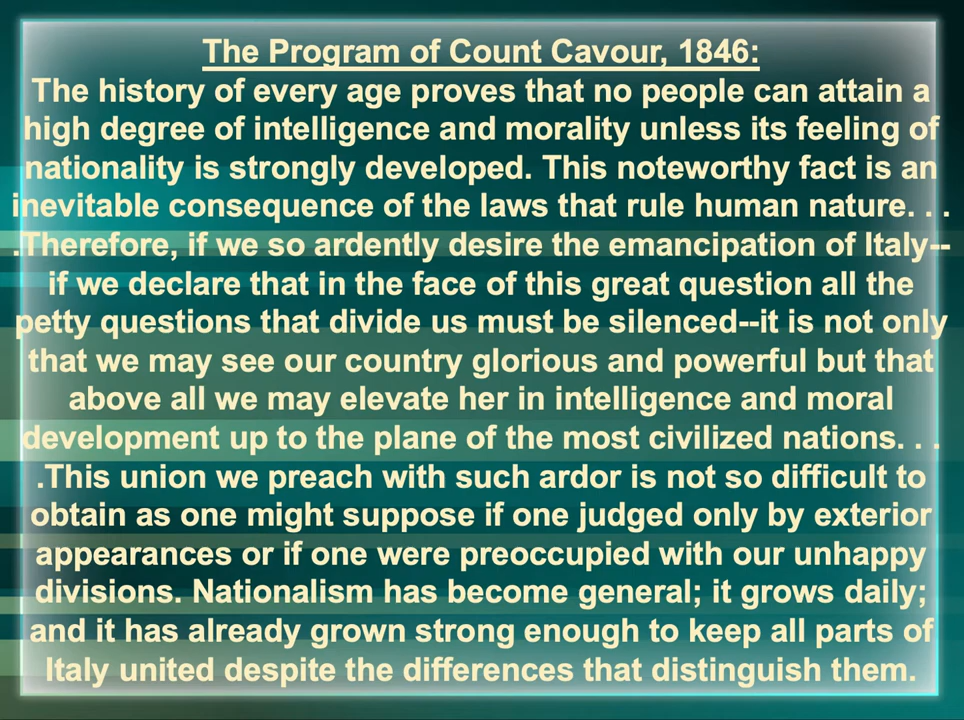 The Program of Count Cavour, 1846:
The history of every age proves that no people can attain a
high degree of intelligence and morality unless its feeling of
nationality is strongly developed. This noteworthy fact is an
inevitable consequence of the laws that rule human nature. . .
.Therefore, if we so ardently desire the emancipation of Italy--
if we declare that in the face of this great question all the
petty questions that divide us must be silenced--it is not only
that we may see our country glorious and powerful but that
above all we may elevate her in intelligence and moral
development up to the plane of the most civilized nations. . .
.This union we preach with such ardor is not so difficult to
obtain as one might suppose if one judged only by exterior
appearances or if one were preoccupied with our unhappy
divisions. Nationalism has become general; it grows daily;
and it has already grown strong enough to keep all parts of
Italy united despite the differences that distinguish them.